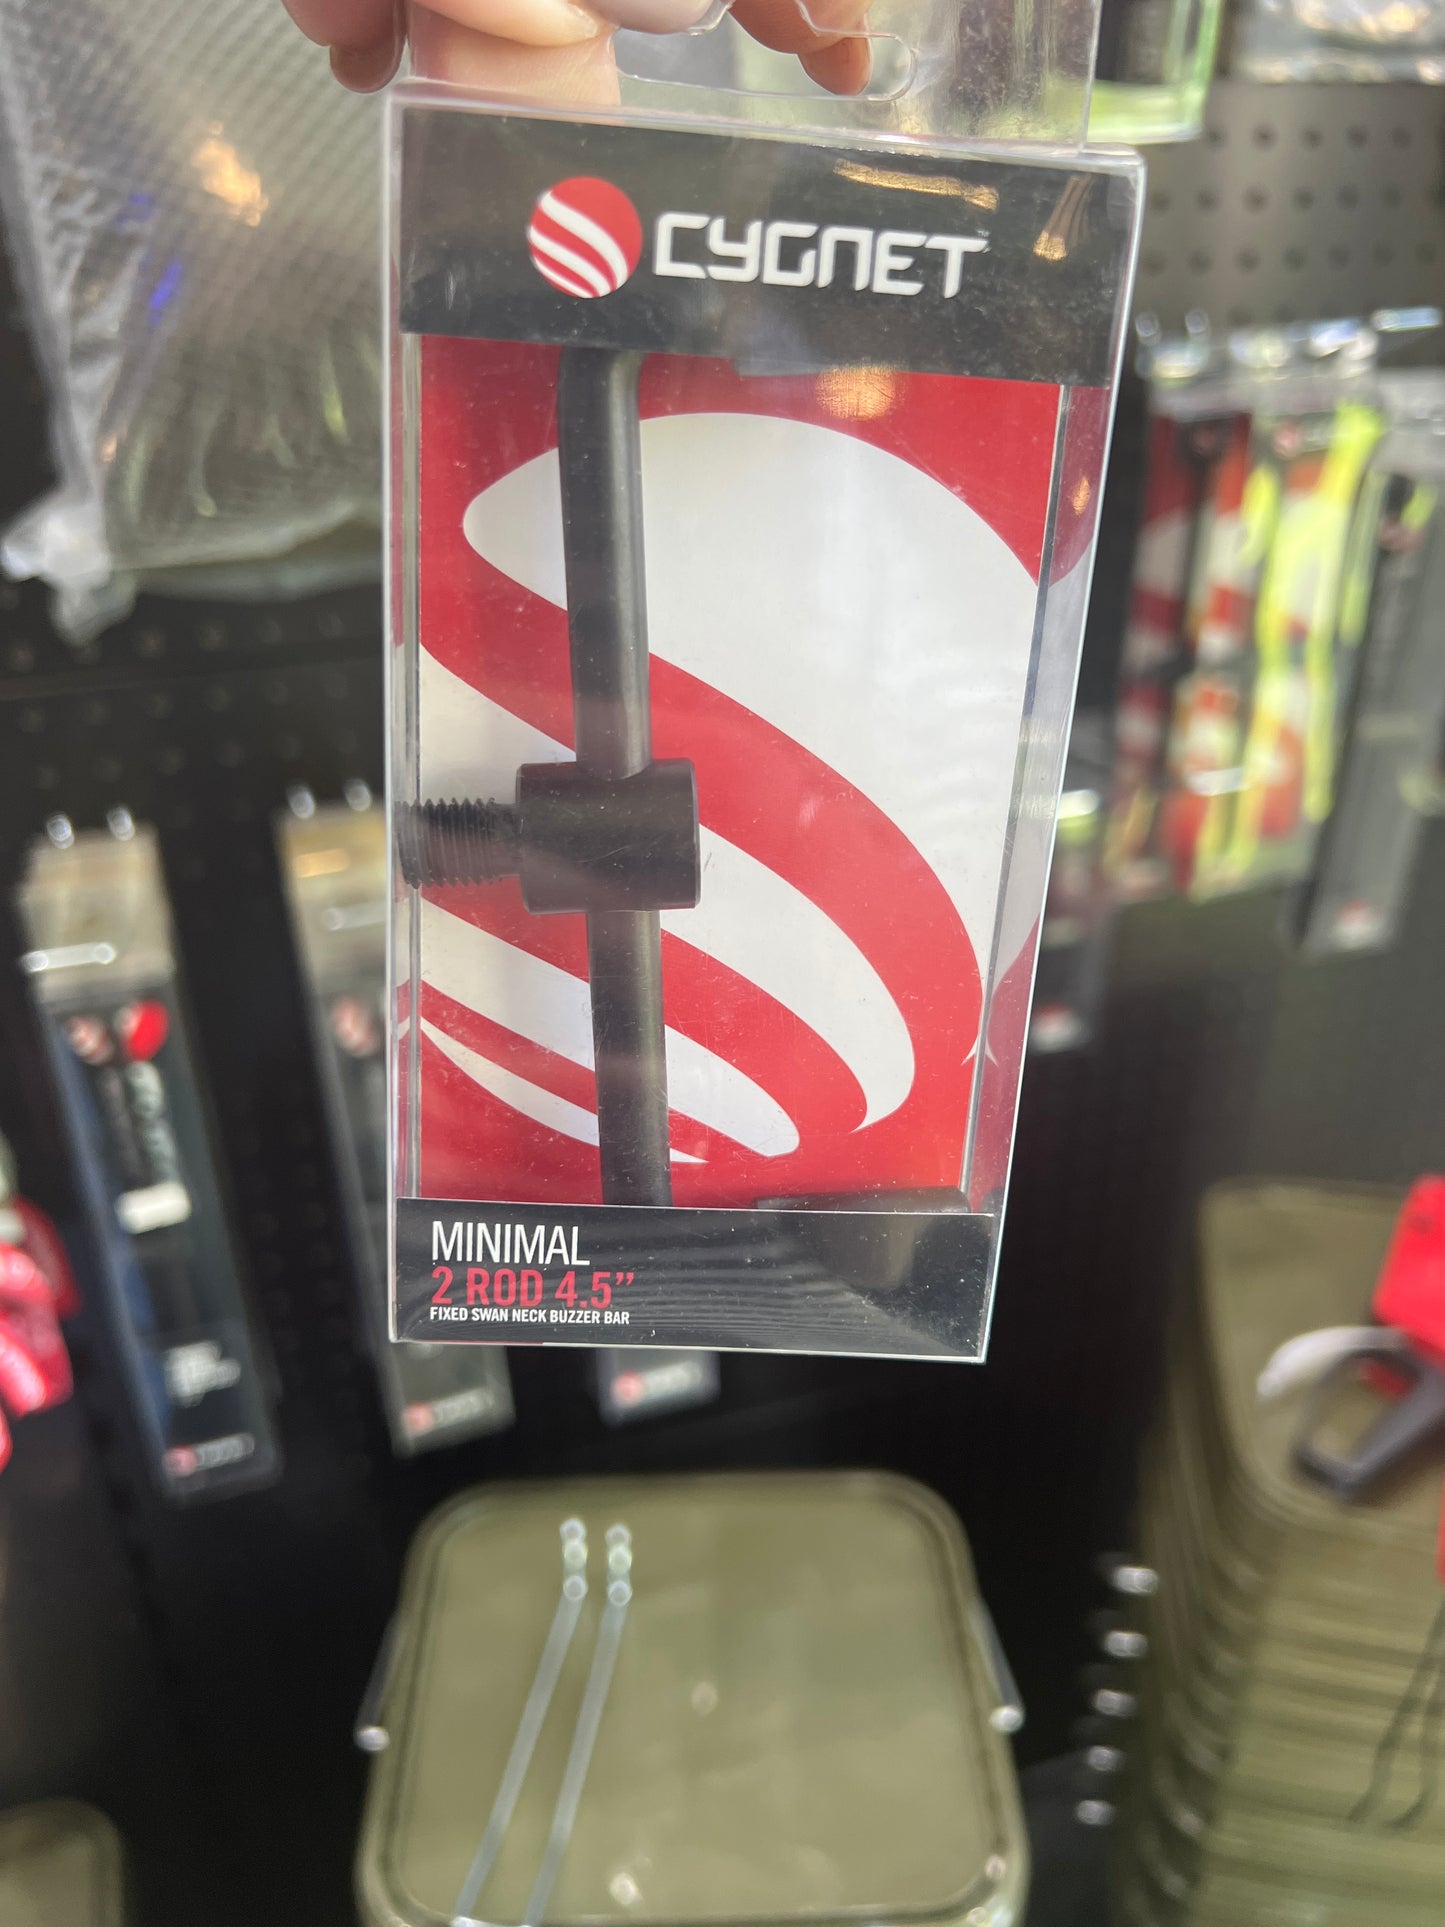 CYGNET
MINIMAL
2 ROD 4.5”
FIXED SWAN NECK BUZZER BAR